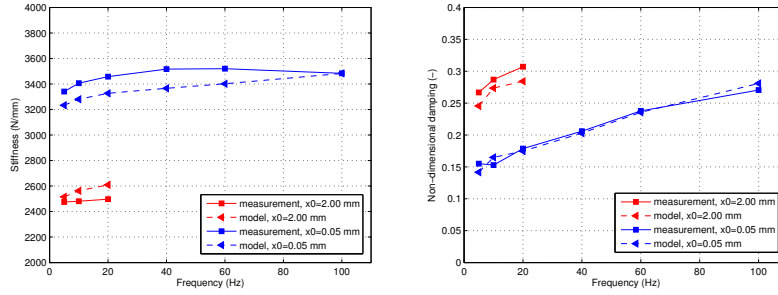 4000
3800
3600
3400
3200
3000
2800
2600
2400
2200
2000
Stiffness (N/mm)
0 20 40 60 80 100
Frequency (Hz)
measurement, x0=2.00 mm
model, x0=2.00 mm
measurement, x0=0.05 mm
model, x0=0.05 mm
0.4
0.35
0.3
0.25
0.2
0.15
0.1
0.05
0
Non-dimensional damping (-)
0 20 40 60 80 100
Frequency (Hz)
measurement, x0=2.00 mm
model, x0=2.00 mm
measurement, x0=0.05 mm
model, x0=0.05 mm